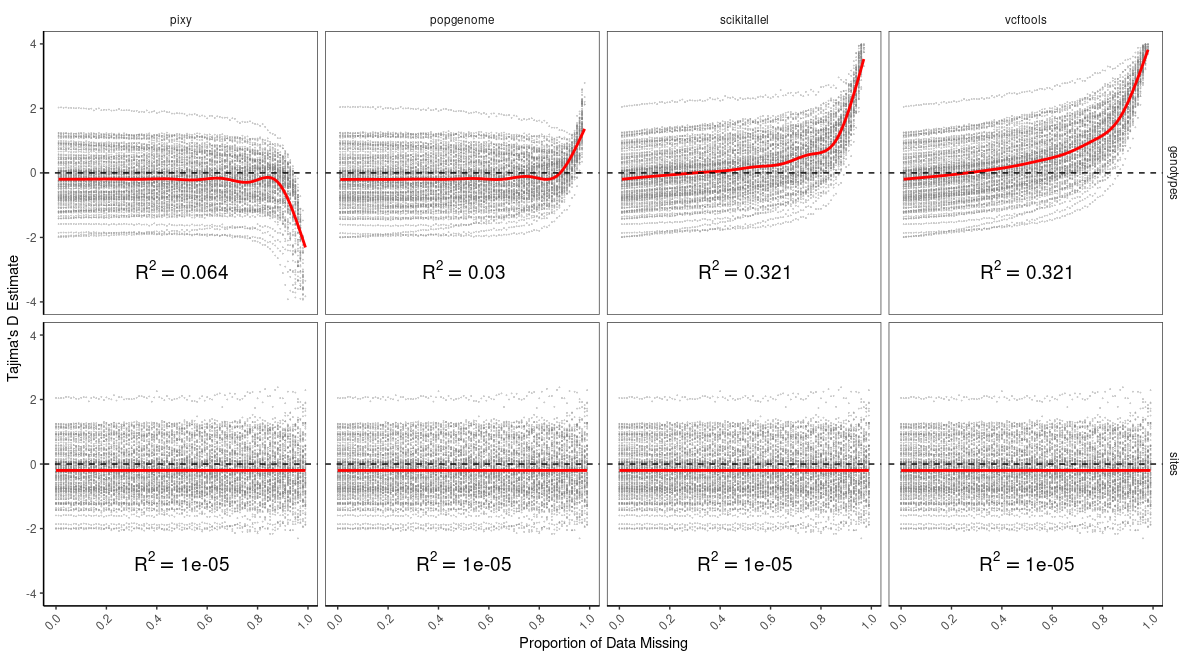 pixy popgenome scikitallel vcftools
Tajima's D Estimate
4
2
0
-2
-4
R² = 0.064
R² = 0.03
R² = 0.321
R² = 0.321
genotypes
4
2
0
-2
-4
R² = 1e-05
R² = 1e-05
R² = 1e-05
R² = 1e-05
sites
0.0 0.2 0.4 0.6 0.8 1.0 0.0 0.2 0.4 0.6 0.8 1.0 0.0 0.2 0.4 0.6 0.8 1.0 0.0 0.2 0.4 0.6 0.8 1.0
Proportion of Data Missing